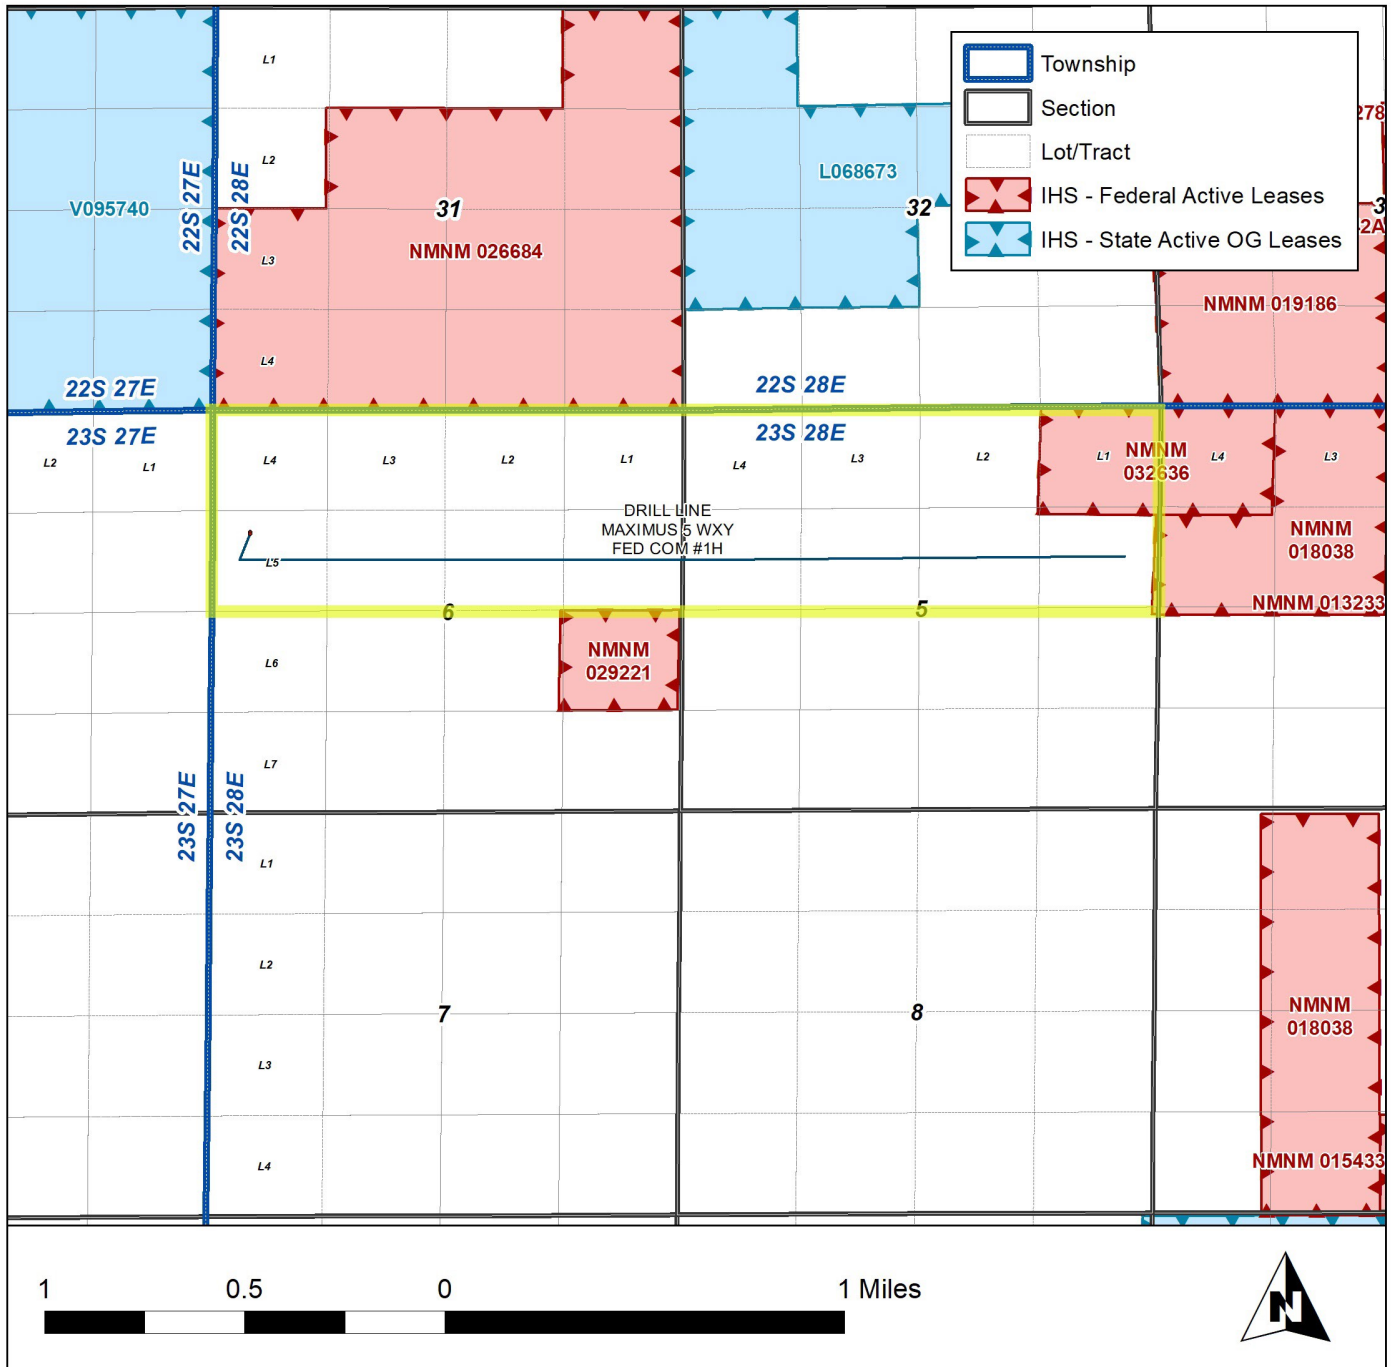 Township
Section
Lot/Tract
IHS - Federal Active Leases
IHS - State Active OG Leases
L1
L2
L3
L4
31
NMNM 026684
V095740
22S 27E
22S 28E
L068673
32
278
3
2A
NMNM 019186
22S 27E
22S 28E
23S 27E
23S 28E
L2
L1
L4
L3
L2
L1
L4
L3
L2
L1
NMNM
032636
L4
L3
DRILL LINE
MAXIMUS 5 WXY
FED COM #1H
L5
NMNM
018038
NMNM 013233
6
5
NMNM
029221
L6
L7
23S 27E
23S 28E
L1
L2
L3
L4
7
8
NMNM
018038
NMNM 015433
1
0.5
0
1 Miles
N